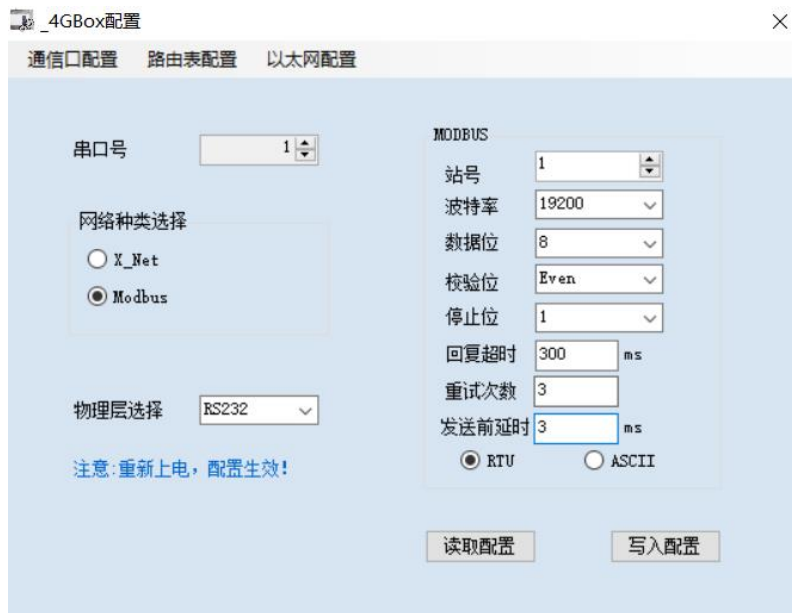 _4GBox配置
通信口配置 路由表配置 以太网配置
串口号 1
网络种类选择
X_Net
Modbus
物理层选择 RS232
注意:重新上电，配置生效!
MODBUS
站号 1
波特率 19200
数据位 8
校验位 Even
停止位 1
回复超时 300 ms
重试次数 3
发送前延时 3 ms
RTU ASCII
读取配置 写入配置